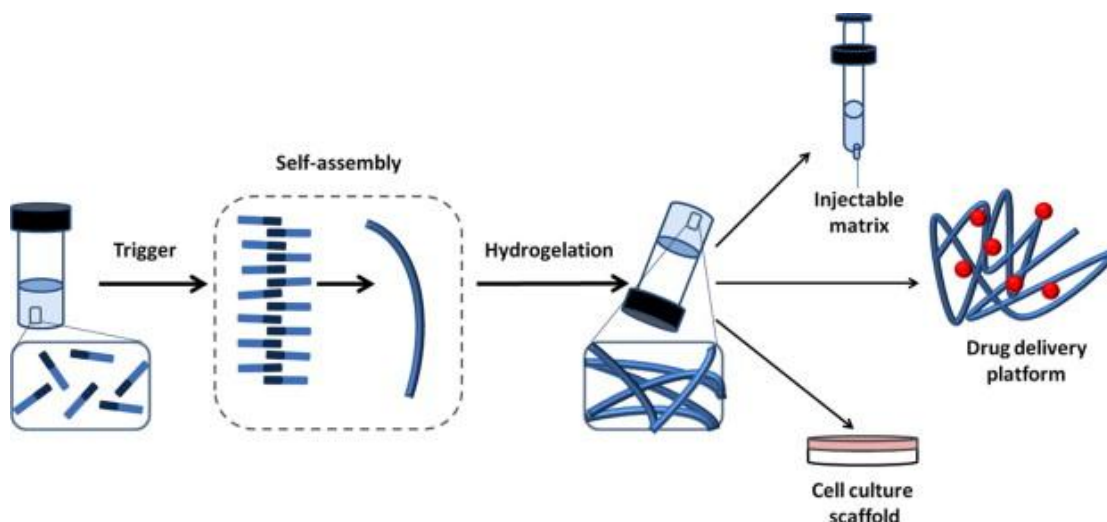 Self-assembly
Trigger
Hydrogelation
Injectable
matrix
Drug delivery
platform
Cell culture
scaffold